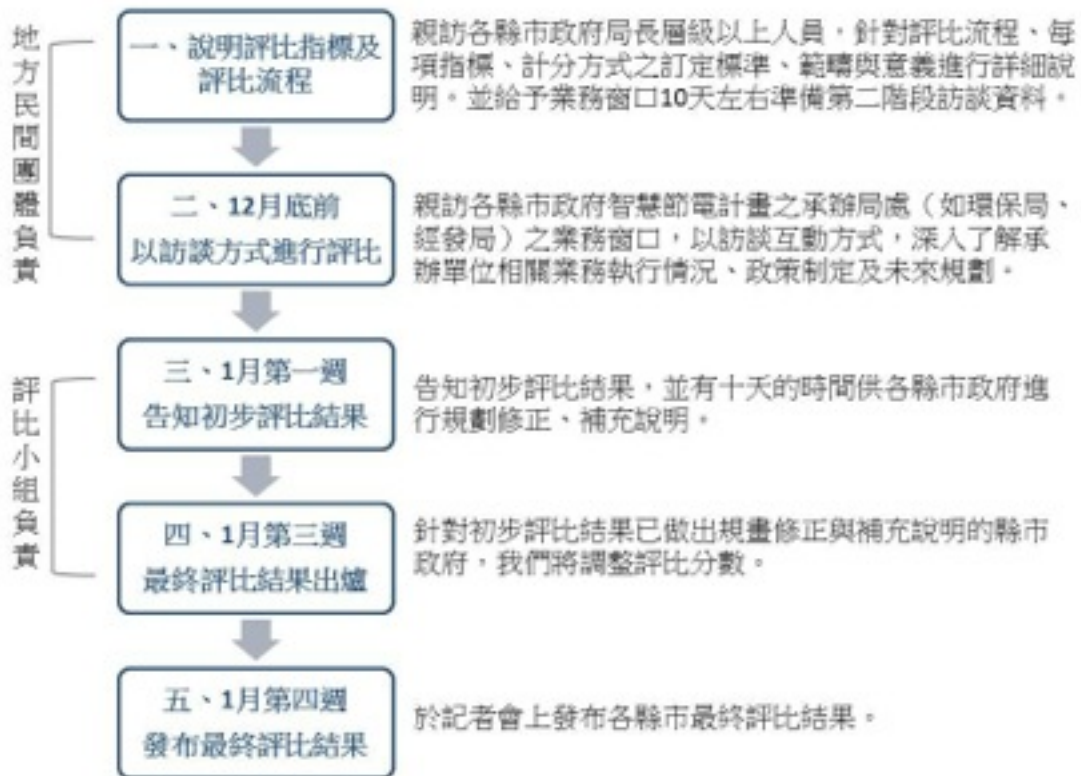 地方民間團體負責
一、說明評比指標及
評比流程
親訪各縣市政府局長層級以上人員，針對評比流程、每
項指標、計分方式之訂定標準、範疇與意義進行詳細說
明。並給予業務窗口10天左右準備第二階段訪談資料。
二、12月底前
以訪談方式進行評比
親訪各縣市政府智慧節電計畫之承辦局處（如環保局、
經發局）之業務窗口，以訪談互動方式，深入了解承
辦單位相關業務執行情況、政策制定及未來規劃。
評比小組負責
三、1月第一週
告知初步評比結果
告知初步評比結果，並有十天的時間供各縣市政府進
行規劃修正、補充說明。
四、1月第三週
最終評比結果出爐
針對初步評比結果已做出規畫修正與補充說明的縣市
政府，我們將調整評比分數。
五、1月第四週
發布最終評比結果
於記者會上發布各縣市最終評比結果。